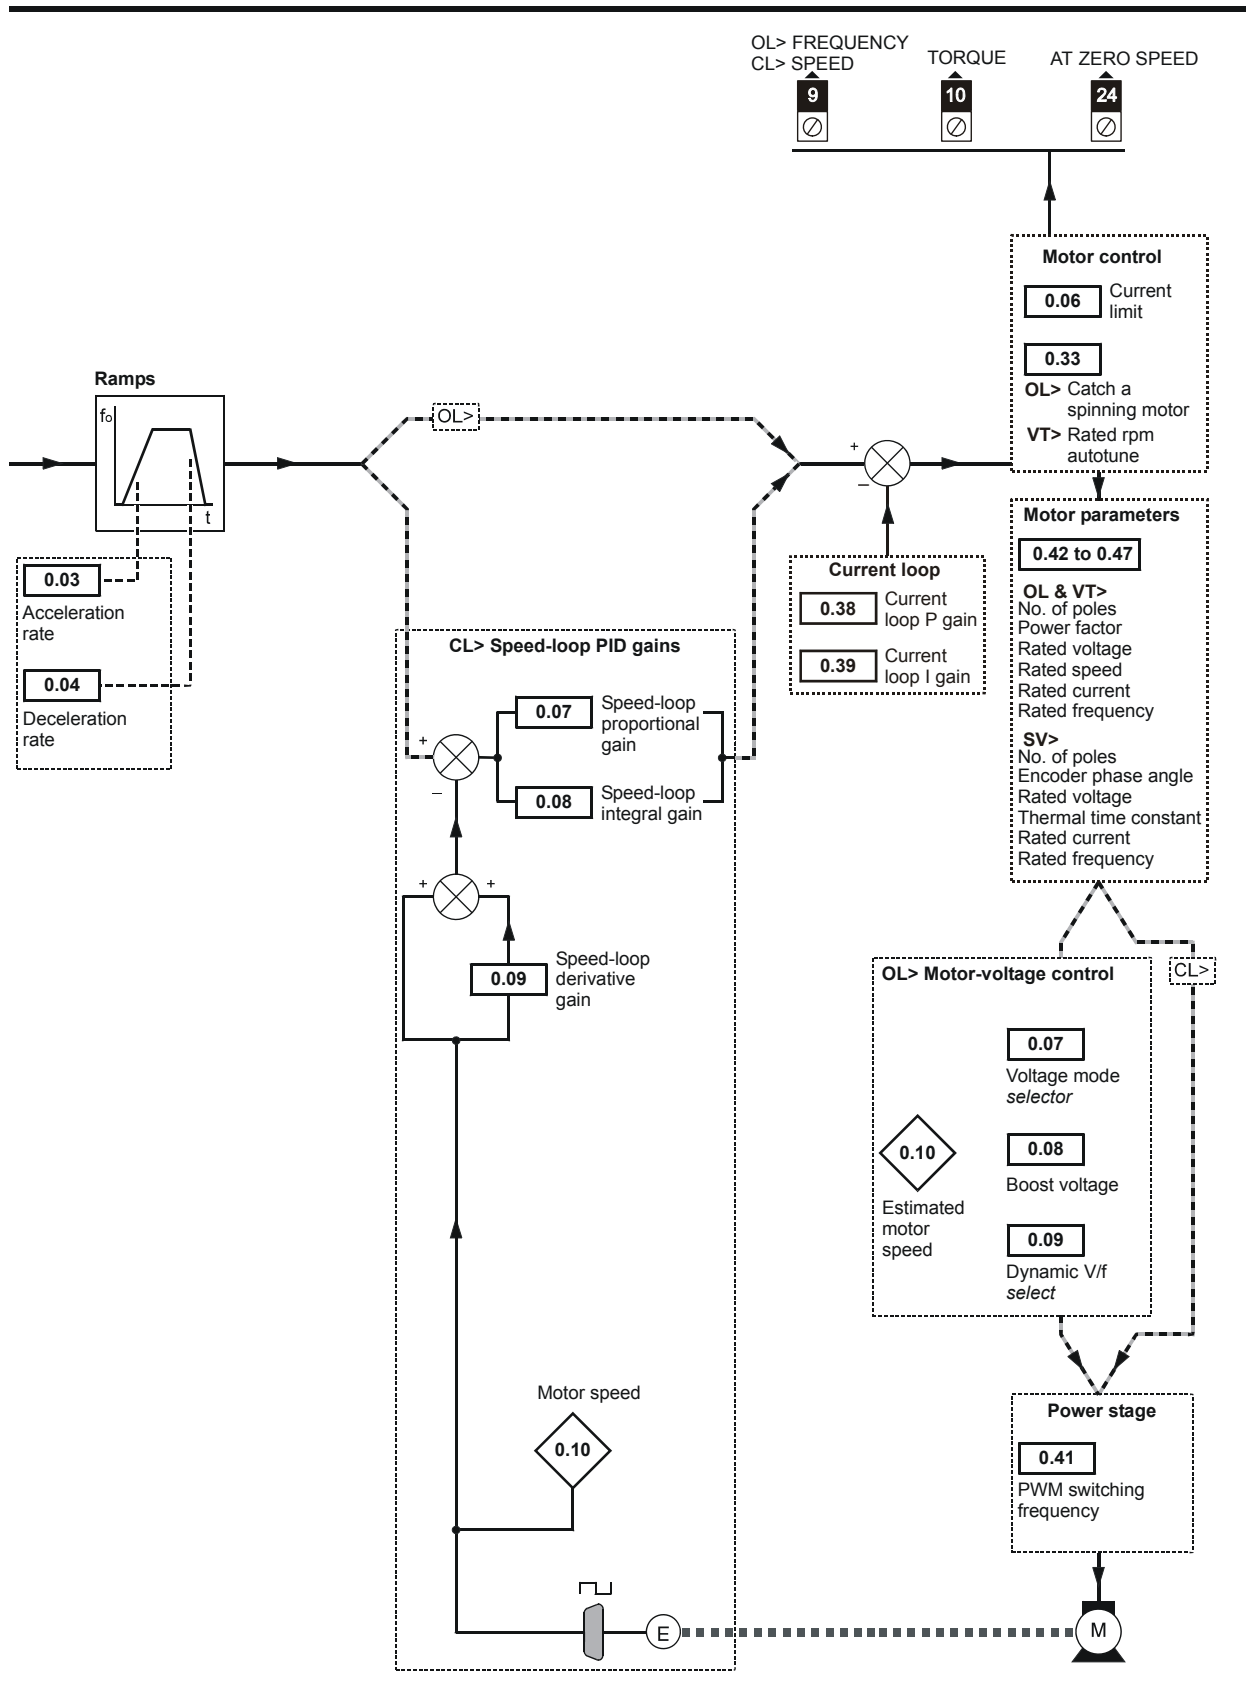 OL> FREQUENCY
CL> SPEED
TORQUE
AT ZERO SPEED
9
10
24
Motor control
0.06
Current
limit
0.33
OL> Catch a
spinning motor
VT> Rated rpm
autotune
Ramps
fo
t
OL>
+
–
0.03
Acceleration
rate
0.04
Deceleration
rate
Current loop
0.38
Current
loop P gain
0.39
Current
loop I gain
Motor parameters
0.42 to 0.47
OL & VT>
No. of poles
Power factor
Rated voltage
Rated speed
Rated current
Rated frequency
SV>
No. of poles
Encoder phase angle
Rated voltage
Thermal time constant
Rated current
Rated frequency
CL> Speed-loop PID gains
0.07
Speed-loop
proportional
gain
+
–
0.08
Speed-loop
integral gain
+
+
0.09
Speed-loop
derivative
gain
OL> Motor-voltage control
CL>
0.07
Voltage mode
selector
0.10
Estimated
motor
speed
0.08
Boost voltage
0.09
Dynamic V/f
select
Motor speed
0.10
Power stage
0.41
PWM switching
frequency
E
M